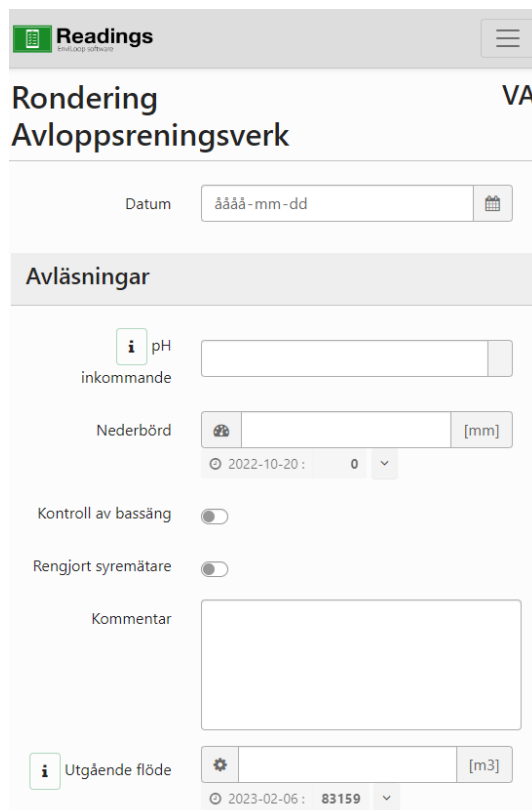 Readings
EnviLoop software
Rondering
Avloppsreningsverk
VA
Datum
åååå-mm-dd
Avläsningar
i pH
inkommande
Nederbörd
[mm]
2022-10-20 : 0
Kontroll av bassäng
Rengjort syremätare
Kommentar
i Utgående flöde
[m3]
2023-02-06 : 83159